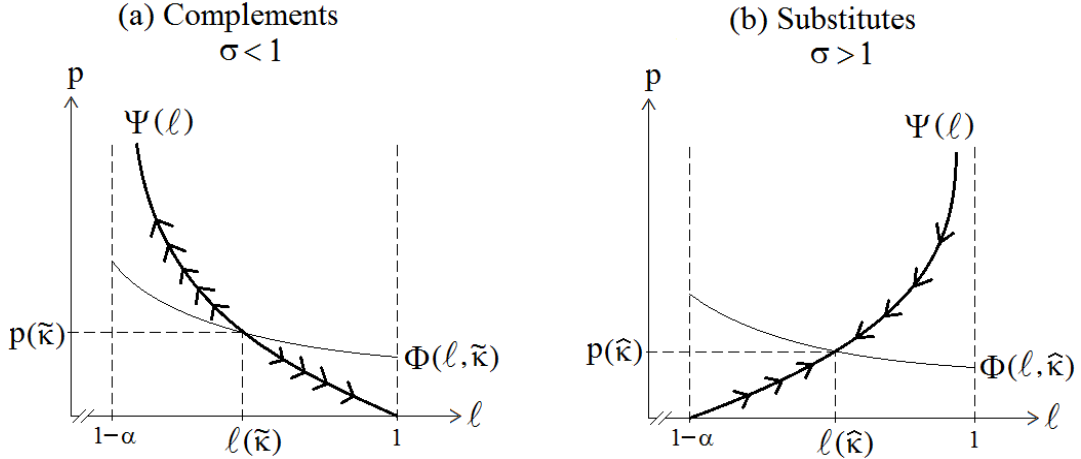 (a) Complements
σ < 1
p
Ψ(ℓ)
p(κ̃)
Φ(ℓ,κ̃)
1-α
ℓ(κ̃)
1
ℓ
(b) Substitutes
σ > 1
p
Ψ(ℓ)
p(κ̂)
Φ(ℓ,κ̂)
1-α
ℓ(κ̂)
1
ℓ